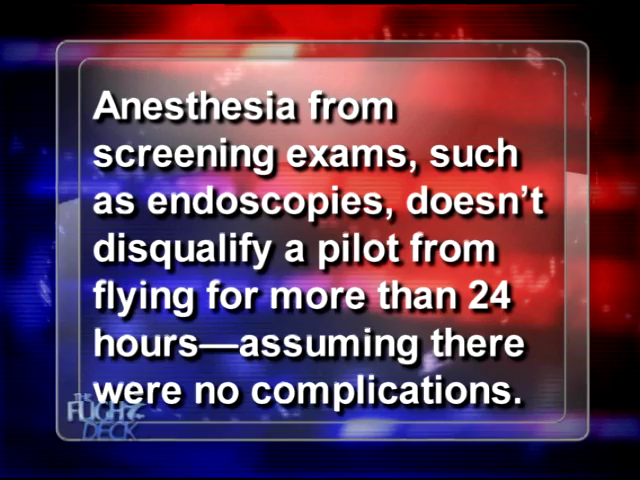 Anesthesia from
screening exams, such
as endoscopies, doesn't
disqualify a pilot from
flying for more than 24
hours—assuming there
were no complications.
THE
FLIGHT
DECK